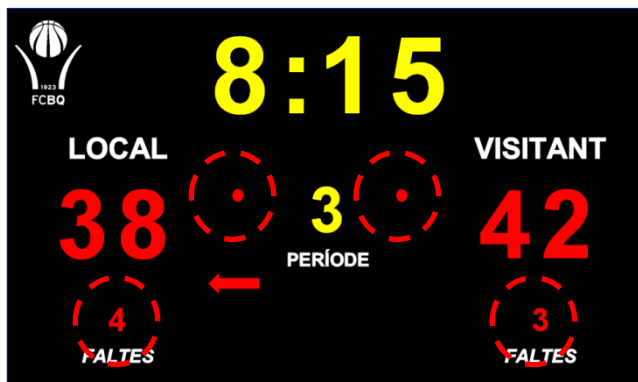 1923
FCBQ
8:15
LOCAL
VISITANT
38
3
42
PERÍODE
4
3
FALTES
FALTES